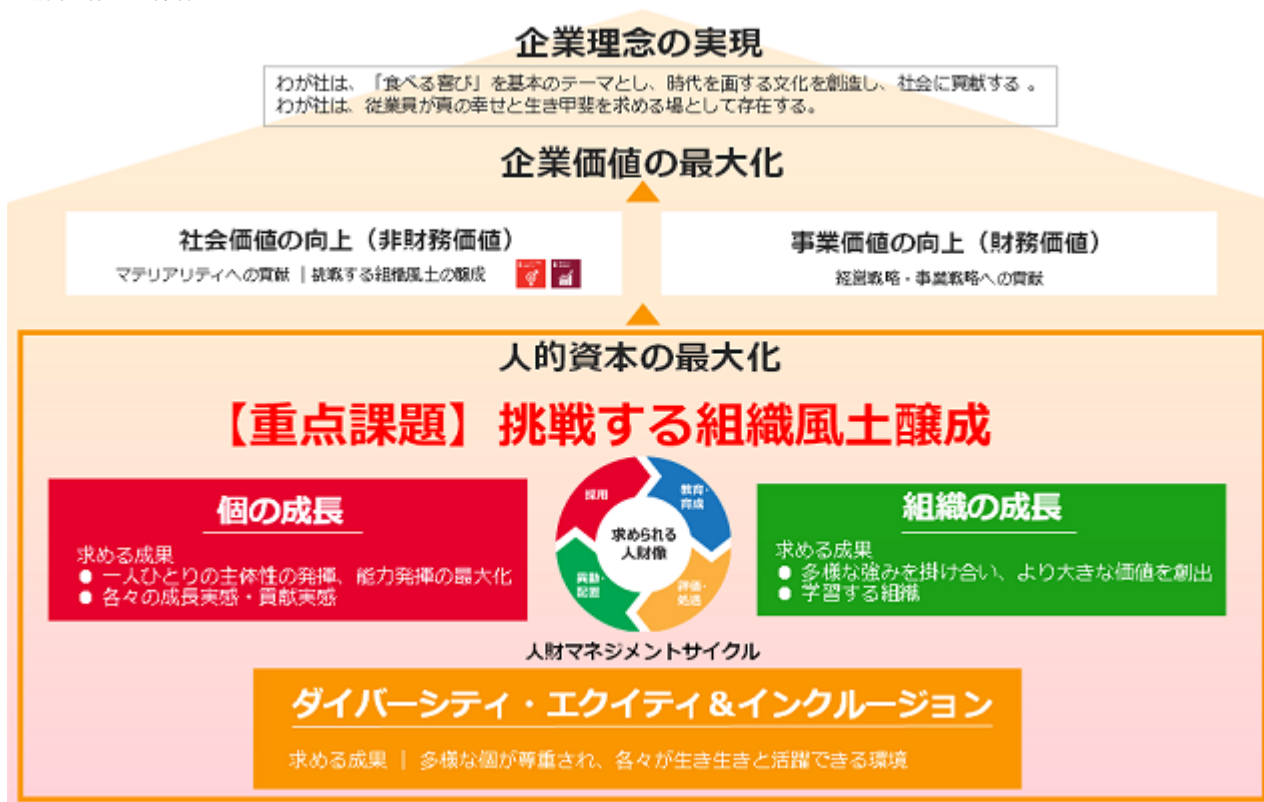 企業理念の実現
わが社は、「食べる喜び」を基本のテーマとし、時代を画する文化を創造し、社会に貢献する。
わが社は、従業員が真の幸せと生き甲斐を求める場として存在する。
企業価値の最大化
社会価値の向上（非財務価値）
マテリアリティへの貢献｜挑戦する組織風土の醸成
事業価値の向上（財務価値）
経営戦略・事業戦略への貢献
人的資本の最大化
【重点課題】挑戦する組織風土醸成
個の成長
求める成果
● 一人ひとりの主体性の発揮、能力発揮の最大化
● 各々の成長実感・貢献実感
採用
教育・
育成
求められる
人財像
異動・
配置
評価・
処遇
人財マネジメントサイクル
組織の成長
求める成果
● 多様な強みを掛け合い、より大きな価値を創出
● 学習する組織
ダイバーシティ・エクイティ＆インクルージョン
求める成果 ｜ 多様な個が尊重され、各々が生き生きと活躍できる環境